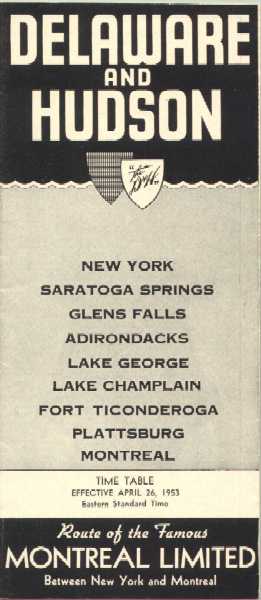 DELAWARE
AND
HUDSON
"The
D&H"
NEW YORK
SARATOGA SPRINGS
GLENS FALLS
ADIRONDACKS
LAKE GEORGE
LAKE CHAMPLAIN
FORT TICONDEROGA
PLATTSBURG
MONTREAL
TIME TABLE
EFFECTIVE APRIL 26, 1953
Eastern Standard Time
Route of the Famous
MONTREAL LIMITED
Between New York and Montreal